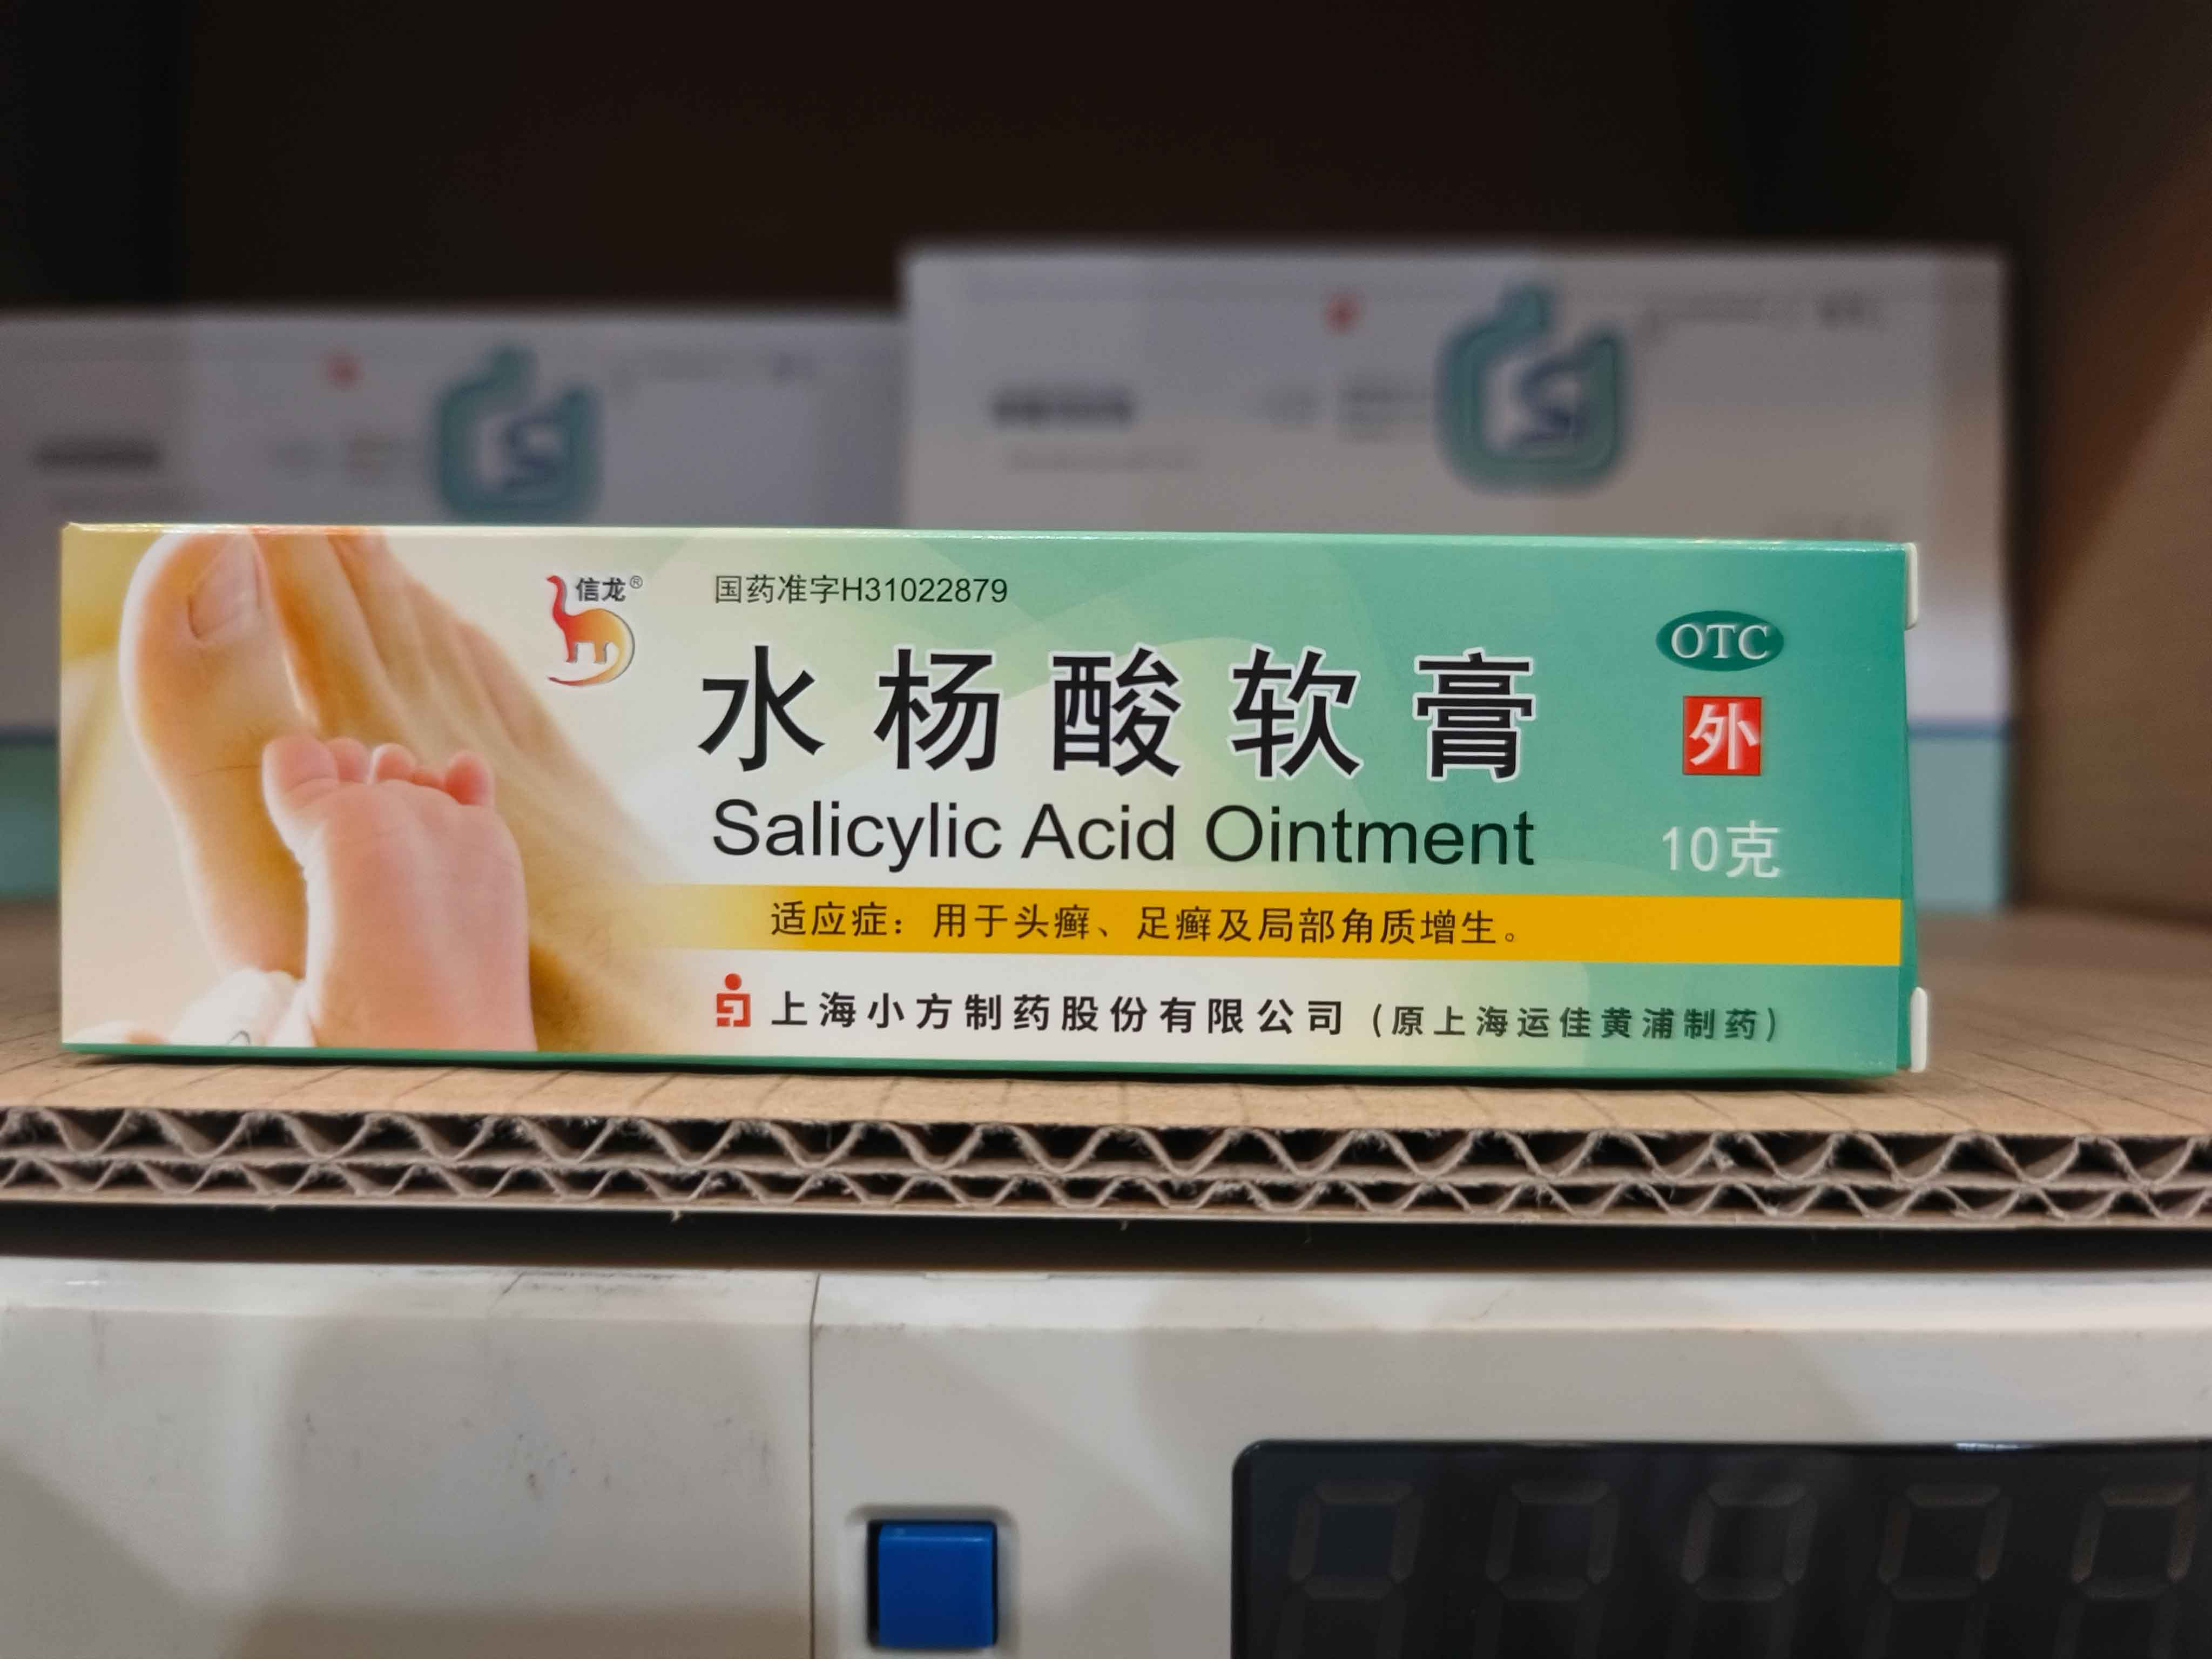 信龙®
国药准字H31022879
水杨酸软膏
Salicylic Acid Ointment
OTC
外
10克
适应症：用于头癣、足癣及局部角质增生。
上海小方制药股份有限公司（原上海运佳黄浦制药）